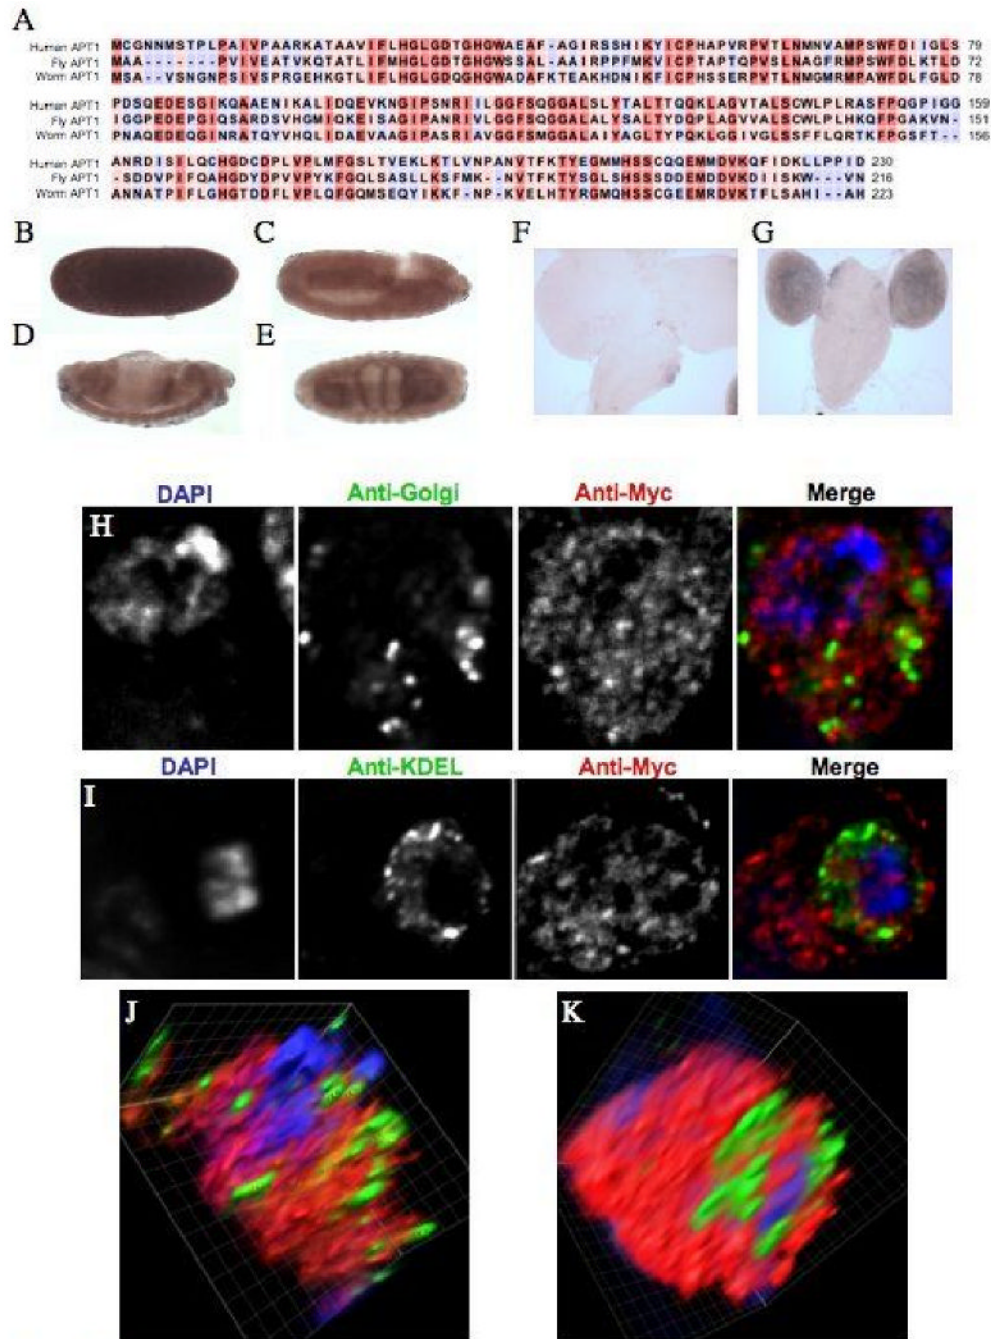 A
Human APT1 MCGNNMSTPLPAIVPAARKATAAVIFLHGLGDTGHGWAEAF-AGIRSSHIKYICPHAPVRPVTLNMNVAMPSWFDIIGLS 79
Fly APT1 MAA-----PVIVEATVKQTATLIFMHGLGDTGHGWSSAL-AAIRPPFMKVICPTAPTQPVSLNAGFRMPSWFDLKTLD 72
Worm APT1 MSA--VSNGNPSIVSPRGEHKGTLIFLHGLGDQGHGWADAFKTEAKHDNIKFICPHSSERPVTLNMGMRMPAWFDLFGLD 78
PDSQEDESGIKQAAENIKALIDQEVKNGIPSNRIILGGFSQGGALSLYTALTTQQKLAGVTALSCWLPLRASFPQGPIGG 159
Fly APT1 IGGPEDEPGIQSARDSVHGMIQKEISAGIPANRIVLGGFSQGGALALYSALTYDQPLAGVVALSCWLPLHKQFPGAKVN- 151
Worm APT1 PNAQEDEQGINRATQYVHQLIDAEVAAGIPASRIAVGGFSMGGALAIYAGLTYPQKLGGIVGLSSFFLQRTKFPGSFT-- 156
Human APT1 ANRDISILQCHGDCDPLVPLMFGSLTVEKLKTLVNPANVTFKTYEGMMHSSCQQEMMDVKQFIDKLLPPID 230
Fly APT1 -SDDVPIFQAHGDYDPVVPYKFGQLSASLLKSFMK-NVTFKTYSGLSHSSSDDEMDDVKDIISKW--VN 216
Worm APT1 ANNATPIFLGHGTDDFLVPLQFGQMSEQYIKKF-NP-KVELHTYRGMQHSSCGEEMRDVKTFLSAHI--AH 223
B C F G
D E
DAPI Anti-Golgi Anti-Myc Merge
H
DAPI Anti-KDEL Anti-Myc Merge
I
J K